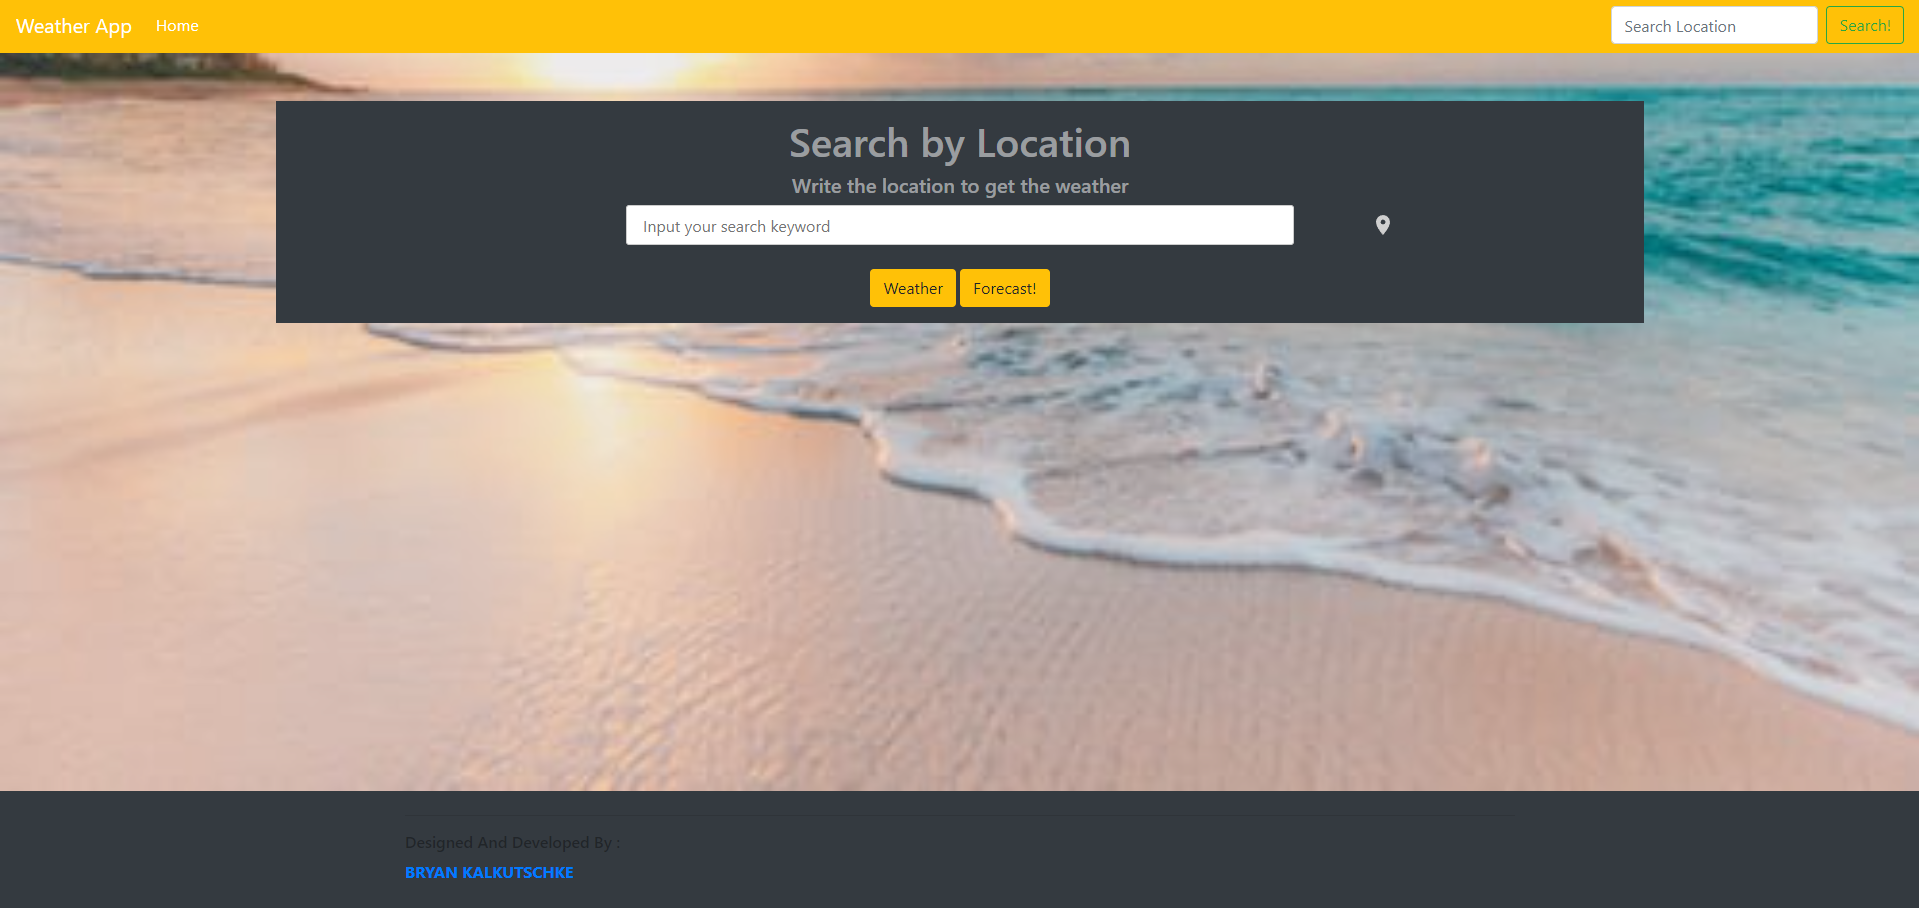 Weather App Home Search Location Search!
Search by Location
Write the location to get the weather
Input your search keyword
Weather Forecast!
Designed And Developed By :
BRYAN KALKUTSCHKE